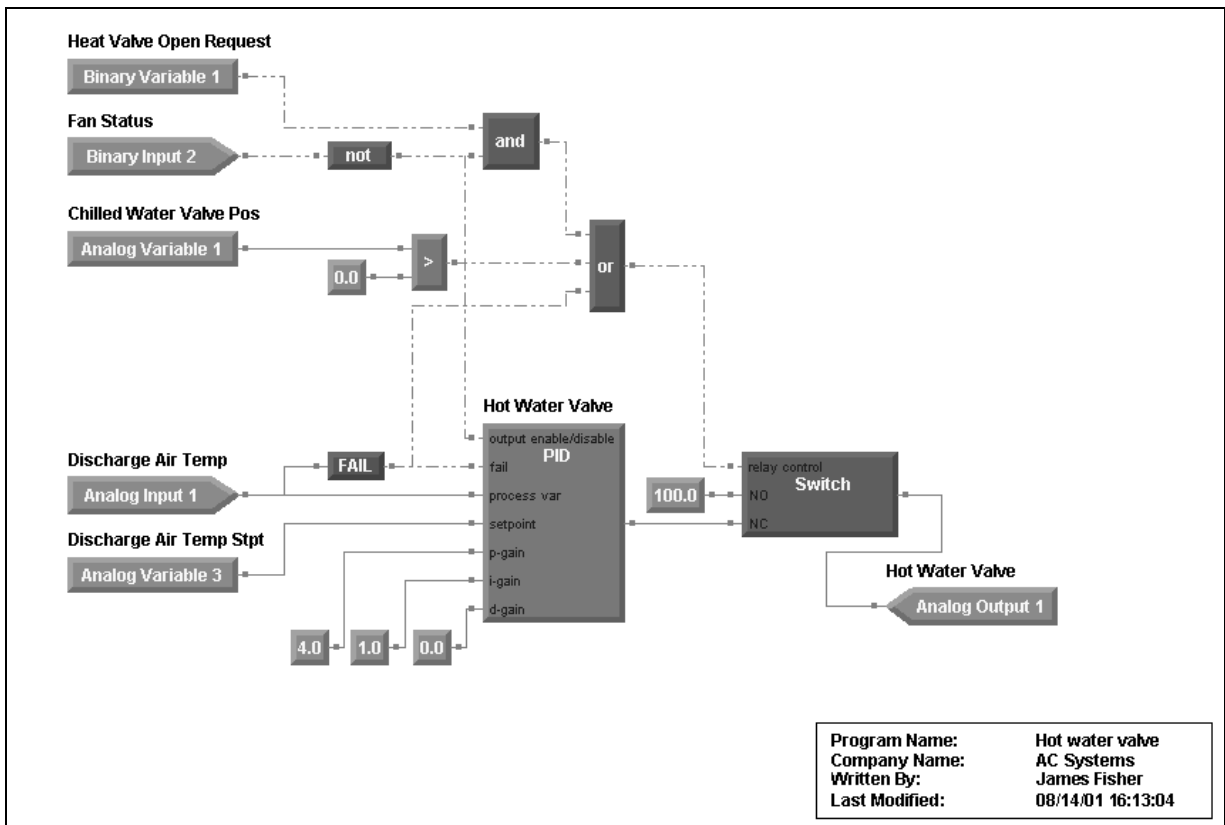 Heat Valve Open Request
Binary Variable 1
Fan Status
Binary Input 2
not
and
Chilled Water Valve Pos
Analog Variable 1
0.0
>
or
Hot Water Valve
output enable/disable
PID
fail
process var
setpoint
p-gain
i-gain
d-gain
Discharge Air Temp
FAIL
Analog Input 1
Discharge Air Temp Stpt
Analog Variable 3
4.0
1.0
0.0
relay control
Switch
100.0
NO
NC
Hot Water Valve
Analog Output 1
Program Name: Hot water valve
Company Name: AC Systems
Written By: James Fisher
Last Modified: 08/14/01 16:13:04